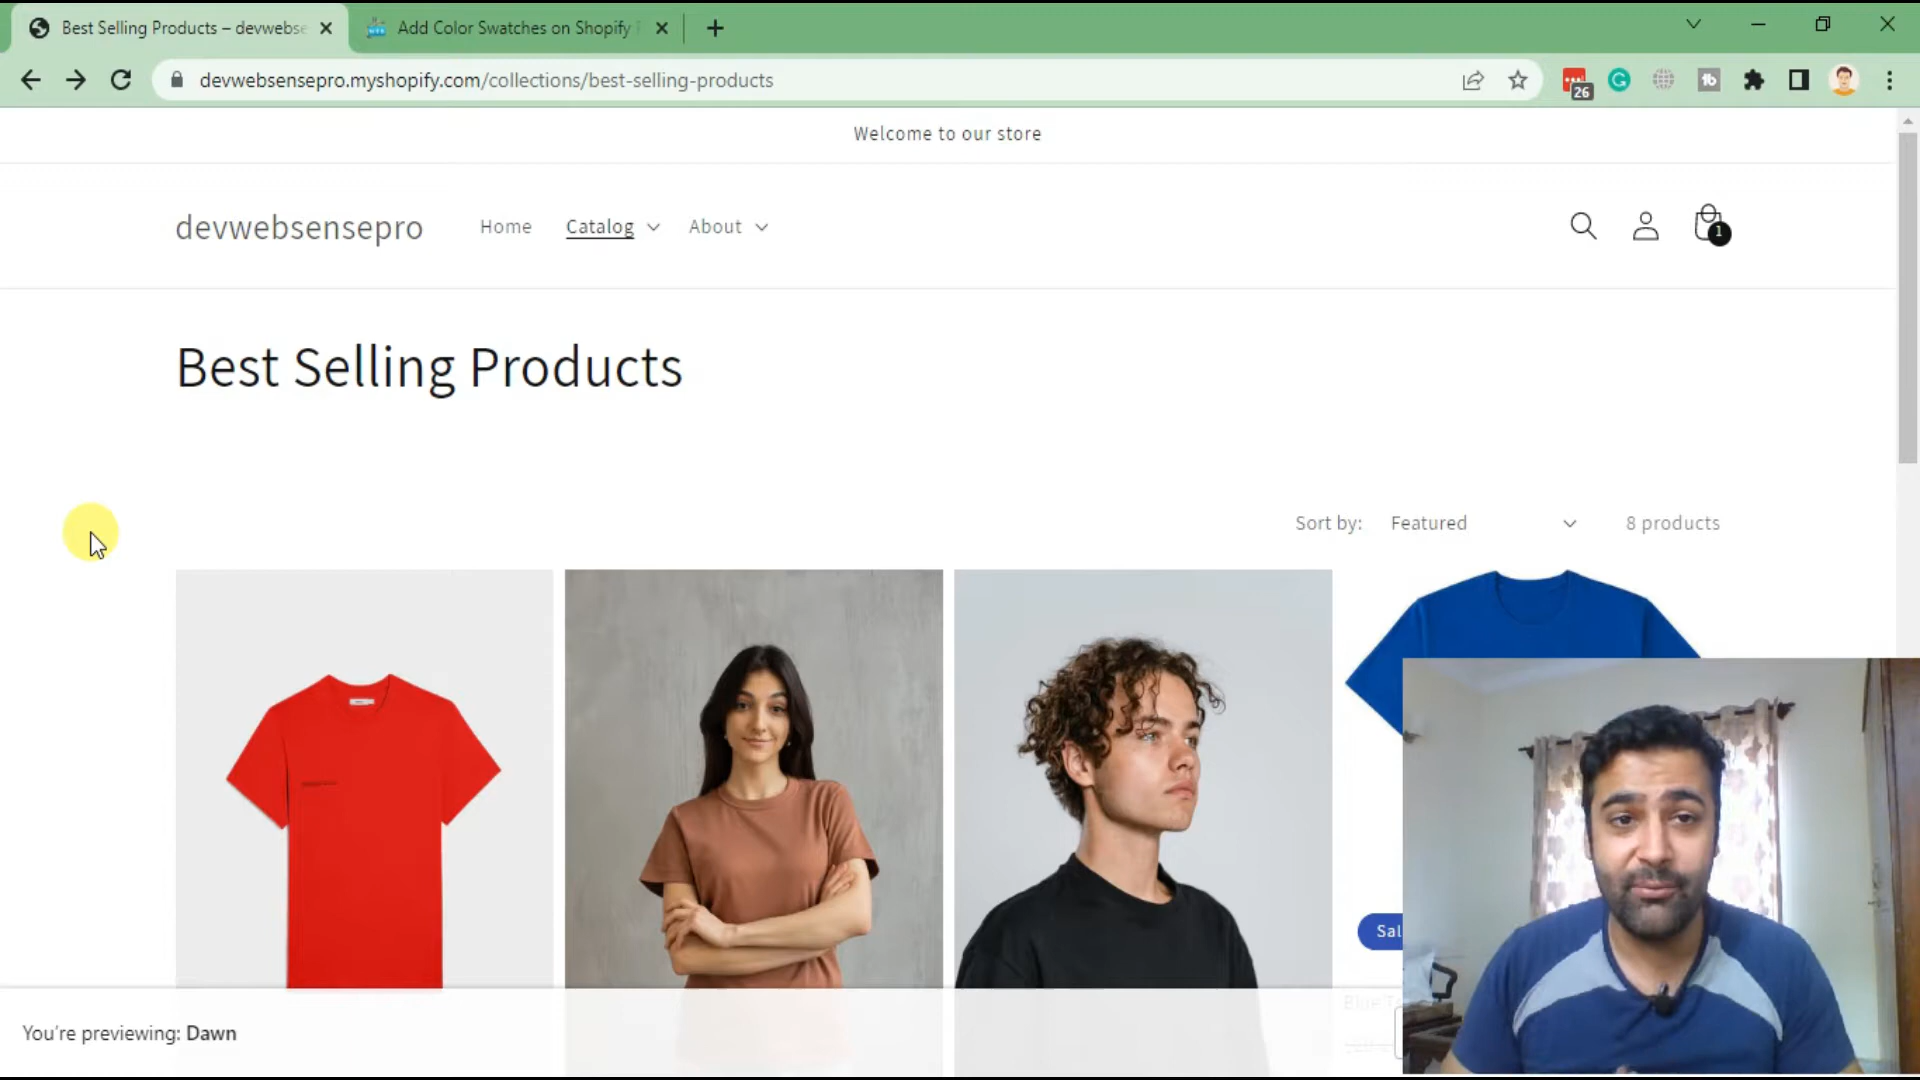 Best Selling Products – devwebse
Add Color Swatches on Shopify
devwebsensepro.myshopify.com/collections/best-selling-products
26
Welcome to our store
devwebsensepro
Home
Catalog
About
1
Best Selling Products
Sort by:
Featured
8 products
Sal
Blue T
You're previewing: Dawn